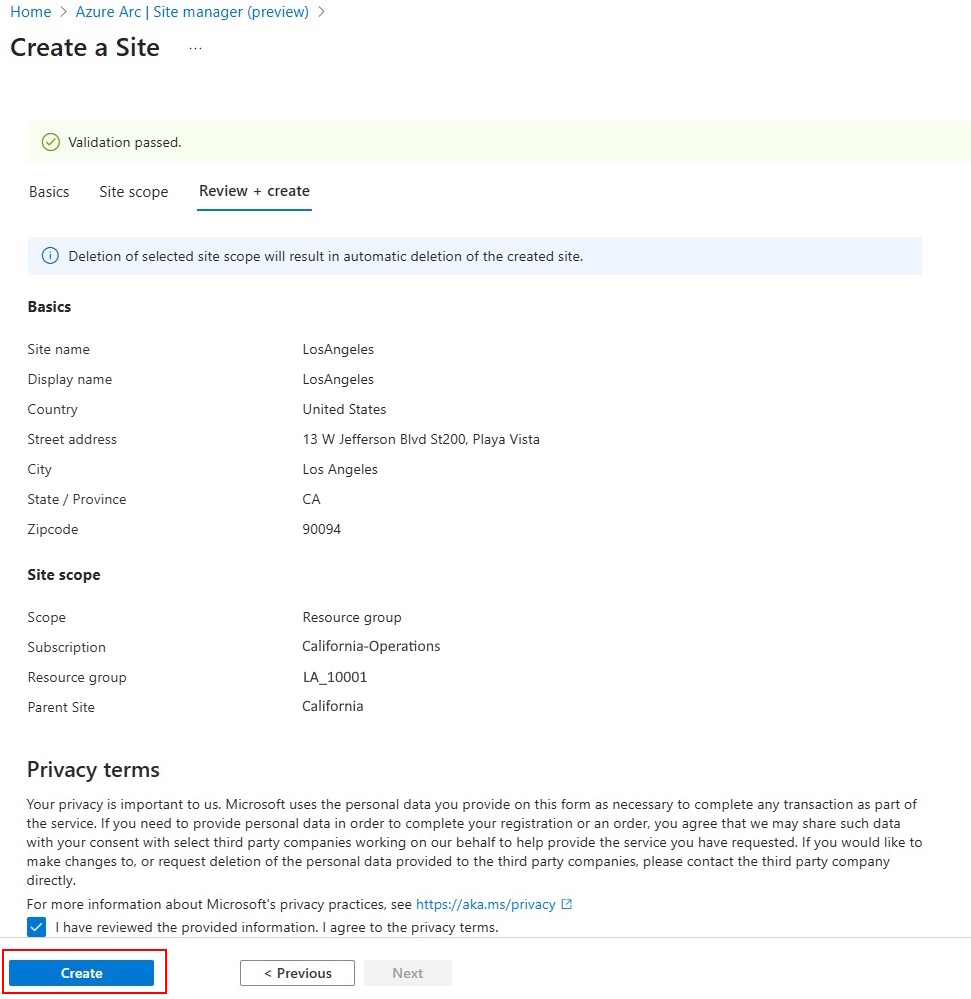 Home > Azure Arc | Site manager (preview) >
Create a Site ...
Validation passed.
Basics Site scope Review + create
Deletion of selected site scope will result in automatic deletion of the created site.
Basics
Site name LosAngeles
Display name LosAngeles
Country United States
Street address 13 W Jefferson Blvd St200, Playa Vista
City Los Angeles
State / Province CA
Zipcode 90094
Site scope
Scope Resource group
Subscription California-Operations
Resource group LA_10001
Parent Site California
Privacy terms
Your privacy is important to us. Microsoft uses the personal data you provide on this form as necessary to complete any transaction as part of
the service. If you need to provide personal data in order to complete your registration or an order, you agree that we may share such data
with your consent with select third party companies working on our behalf to help provide the service you have requested. If you would like to
make changes to, or request deletion of the personal data provided to the third party companies, please contact the third party company
directly.
For more information about Microsoft's privacy practices, see https://aka.ms/privacy
I have reviewed the provided information. I agree to the privacy terms.
Create < Previous Next